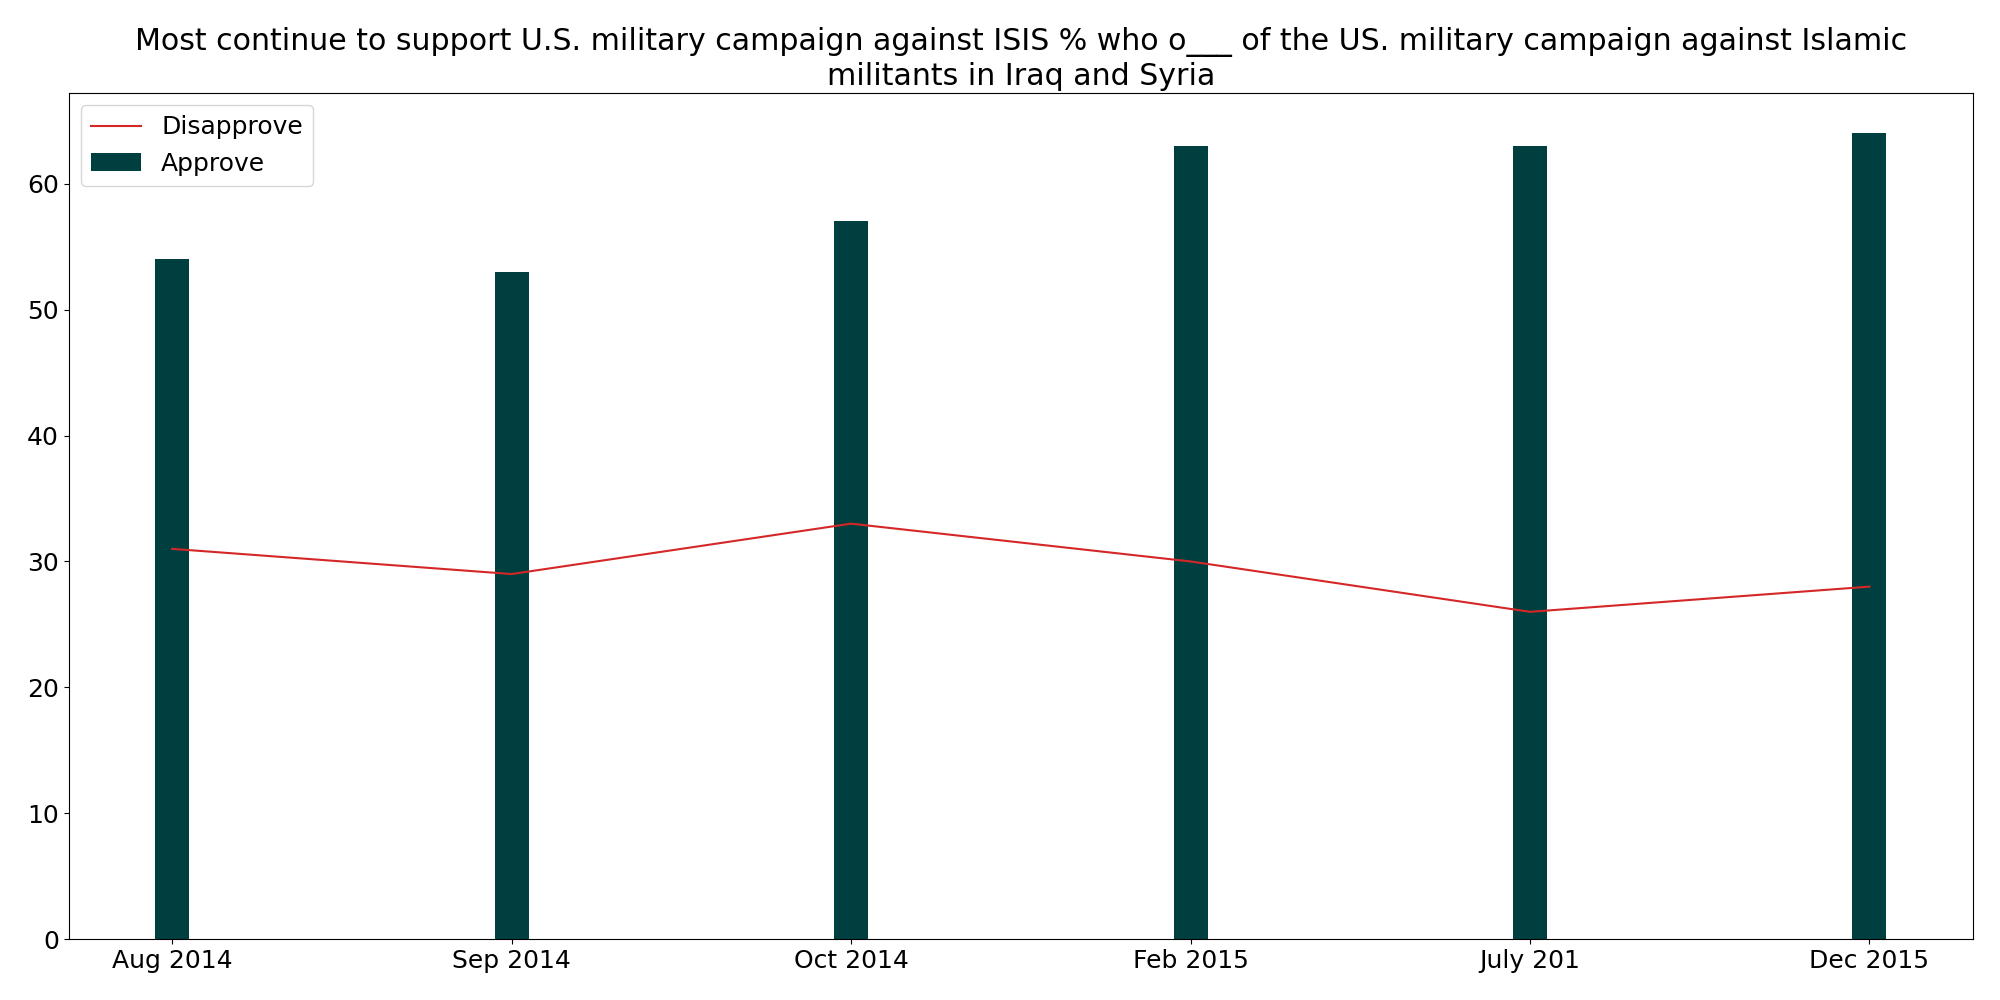 Most continue to support U.S. military campaign against ISIS % who o___ of the US. military campaign against Islamic
militants in Iraq and Syria
Disapprove
Approve
60
50
40
30
20
10
0
Aug 2014 Sep 2014 Oct 2014 Feb 2015 July 201 Dec 2015